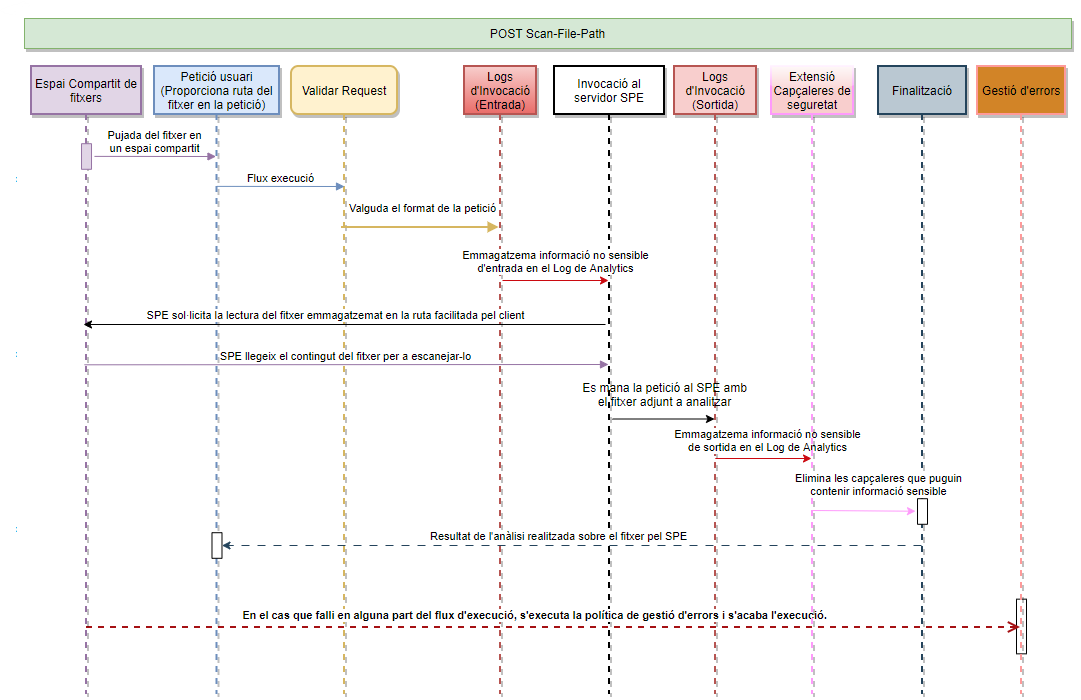 POST Scan-File-Path
Espai Compartit de
fitxers
Petició usuari
(Proporciona ruta del
fitxer en la petició)
Validar Request
Logs
d'Invocació
(Entrada)
Invocació al
servidor SPE
Logs
d'Invocació
(Sortida)
Extensió
Capçaleres de
seguretat
Finalització
Gestió d'errors
Pujada del fitxer en
un espai compartit
Flux execució
Valguda el format de la petició
Emmagatzema informació no sensible
d'entrada en el Log de Analytics
SPE sol·licita la lectura del fitxer emmagatzemat en la ruta facilitada pel client
SPE llegeix el contingut del fitxer per a escanejar-lo
Es mana la petició al SPE amb
el fitxer adjunt a analitzar
Emmagatzema informació no sensible
de sortida en el Log de Analytics
Elimina les capçaleres que puguin
contenir informació sensible
Resultat de l'anàlisi realitzada sobre el fitxer pel SPE
En el cas que falli en alguna part del flux d'execució, s'executa la política de gestió d'errors i s'acaba l'execució.